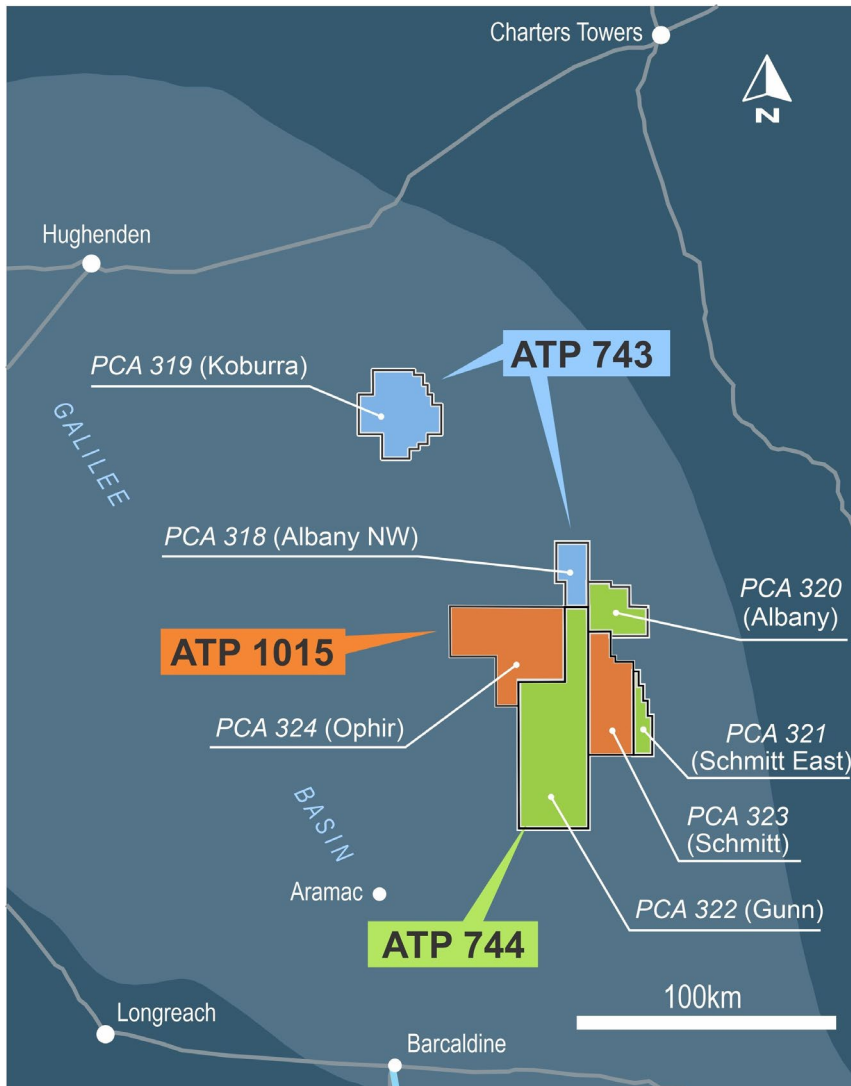 Charters Towers
N
Hughenden
ATP 743
PCA 319 (Koburra)
GALILEE
PCA 318 (Albany NW)
PCA 320
(Albany)
ATP 1015
PCA 324 (Ophir)
PCA 321
(Schmitt East)
BASIN
PCA 323
(Schmitt)
Aramac
PCA 322 (Gunn)
ATP 744
100km
Longreach
Barcaldine